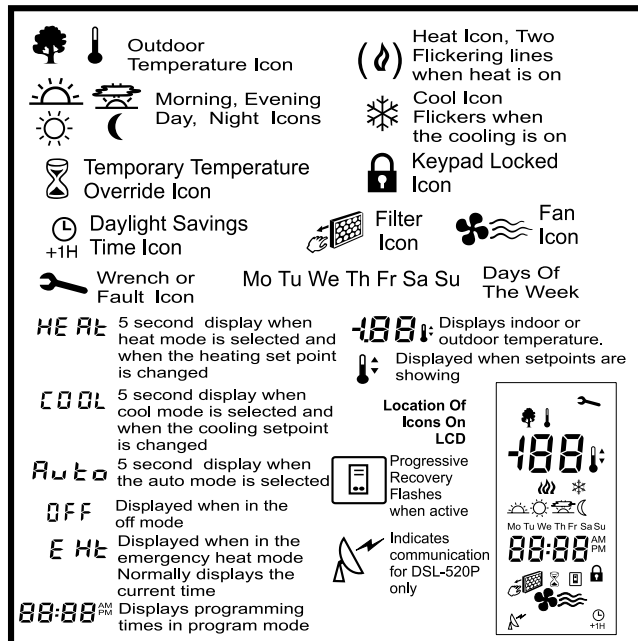 Outdoor
Temperature Icon
Heat Icon, Two
Flickering lines
when heat is on
Morning, Evening
Day, Night Icons
Cool Icon
Flickers when
the cooling is on
Temporary Temperature
Override Icon
Keypad Locked
Icon
+1H
Daylight Savings
Time Icon
Filter
Icon
Fan
Icon
Wrench or
Fault Icon
Mo Tu We Th Fr Sa Su
Days Of
The Week
HEAt
5 second display when
heat mode is selected and
when the heating set point
is changed
-188
Displays indoor or
outdoor temperature.
Displayed when setpoints are
showing
COOL
5 second display when
cool mode is selected and
when the cooling setpoint
is changed
Auto
5 second display when
the auto mode is selected
OFF
Displayed when in the
off mode
E Ht
Displayed when in the
emergency heat mode
Normally displays the
current time
88:88 AM PM
Displays programming
times in program mode
Location Of
Icons On
LCD
Progressive
Recovery
Flashes
when active
Indicates
communication
for DSL-520P
only
-188
Mo Tu We Th Fr Sa Su
88:88 AM PM
+1H